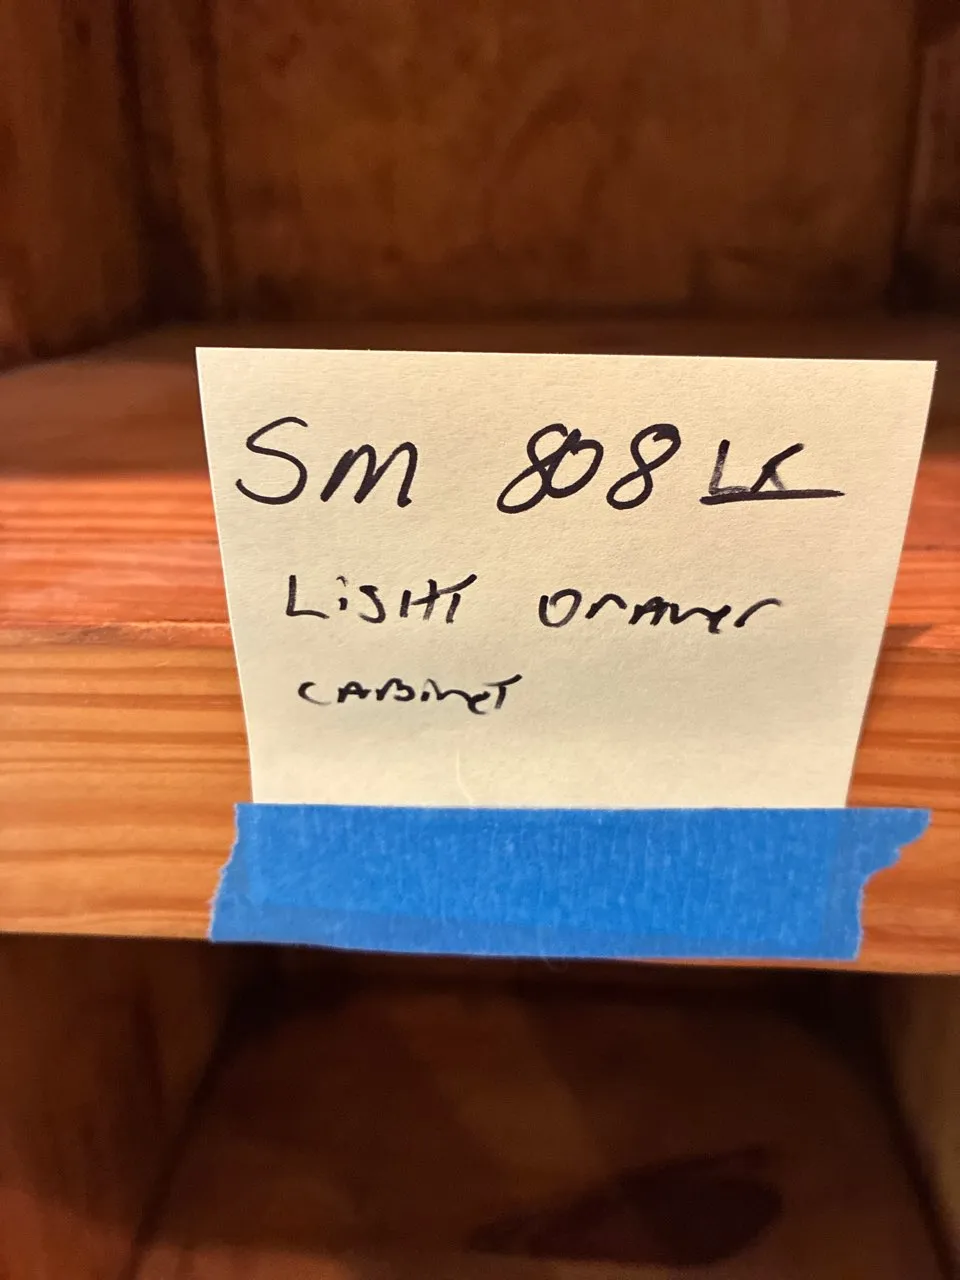 SM 808 LK
LiGHT Drawer
CABinet